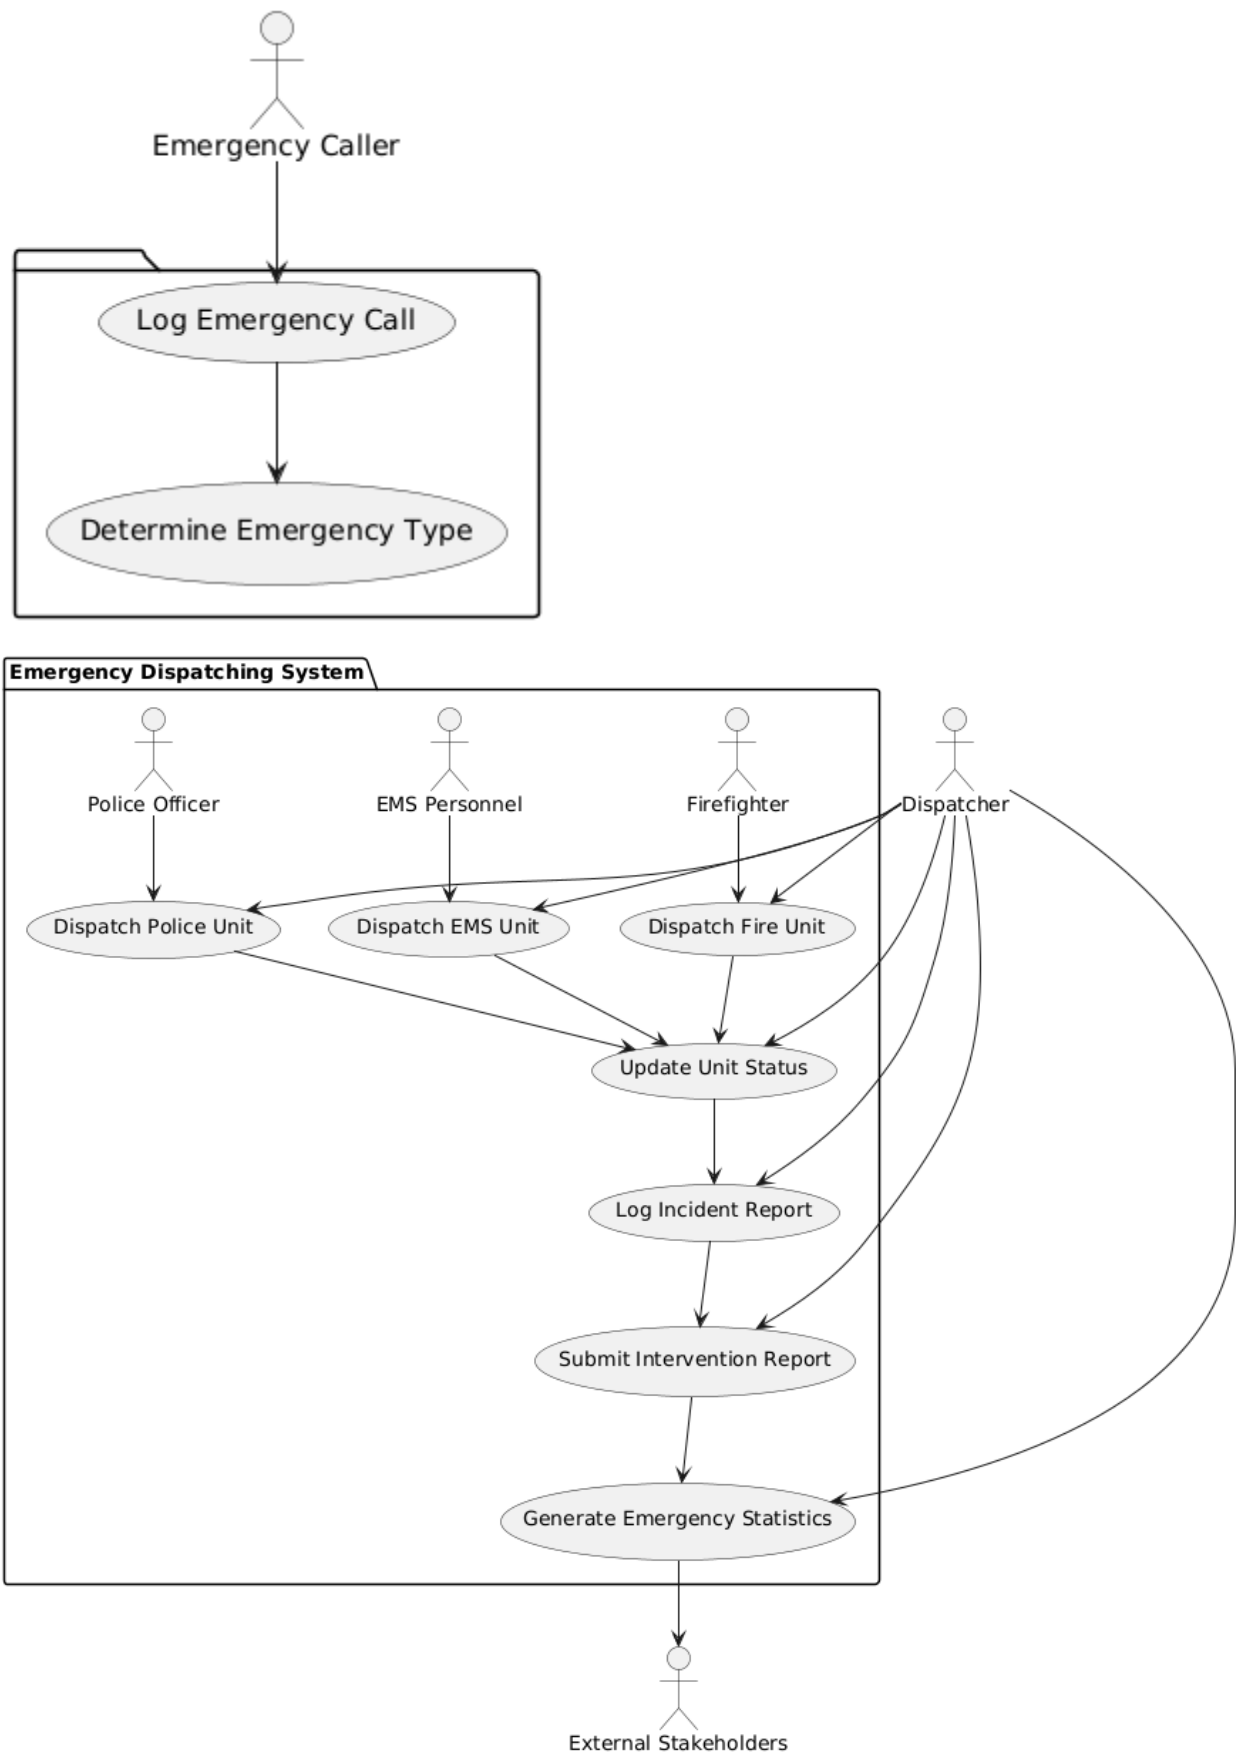 Emergency Caller
Log Emergency Call
Determine Emergency Type
Emergency Dispatching System
Police Officer
EMS Personnel
Firefighter
Dispatcher
Dispatch Police Unit
Dispatch EMS Unit
Dispatch Fire Unit
Update Unit Status
Log Incident Report
Submit Intervention Report
Generate Emergency Statistics
External Stakeholders